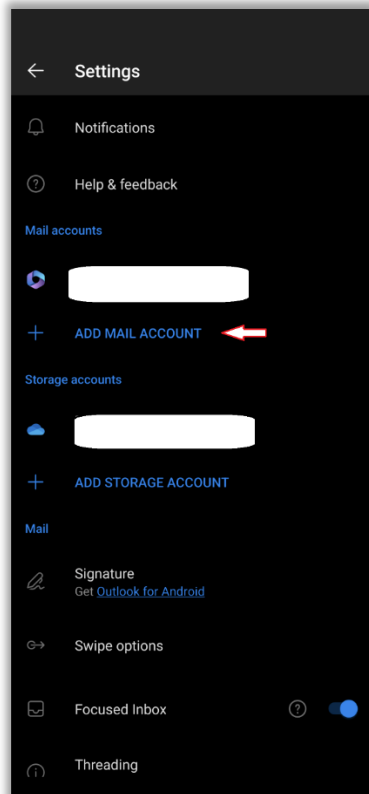 Settings
Notifications
Help & feedback
Mail accounts
ADD MAIL ACCOUNT
Storage accounts
ADD STORAGE ACCOUNT
Mail
Signature
Get Outlook for Android
Swipe options
Focused Inbox
Threading